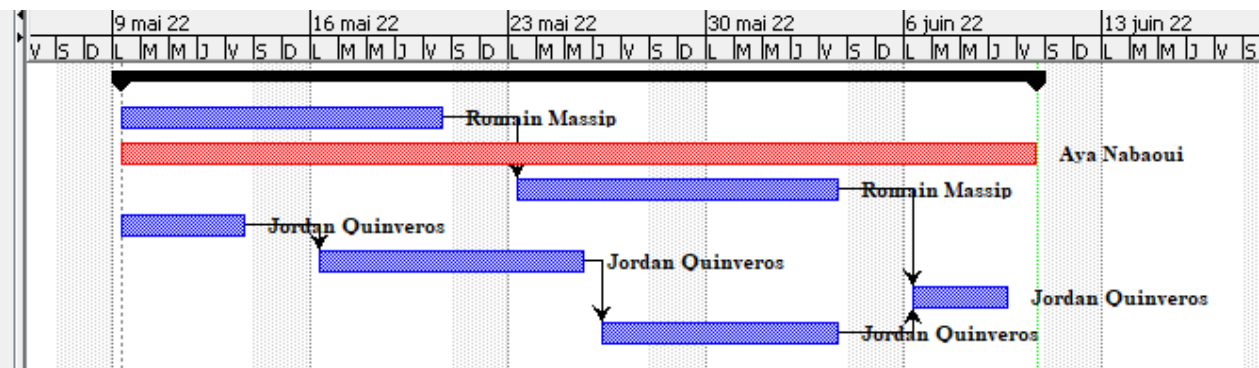 9 mai 22 16 mai 22 23 mai 22 30 mai 22 6 juin 22 13 juin 22
V S D L M M J V S D L M M J V S D L M M J V S D L M M J V S D L M M J V S D L M M J V S
Romain Massip
Aya Nabaoui
Romain Massip
Jordan Quinveros
Jordan Quinveros
Jordan Quinveros
Jordan Quinveros